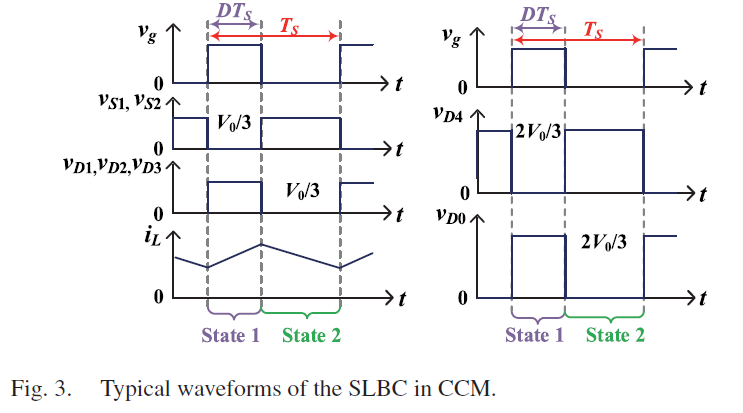 DTS TS
vg
0 t
vS1, vS2
V0/3
0 t
vD1,vD2,vD3
V0/3
0 t
iL
0 t
State 1 State 2
DTS TS
vg
0 t
vD4
2V0/3
0 t
vD0
2V0/3
0 t
State 1 State 2
Fig. 3. Typical waveforms of the SLBC in CCM.